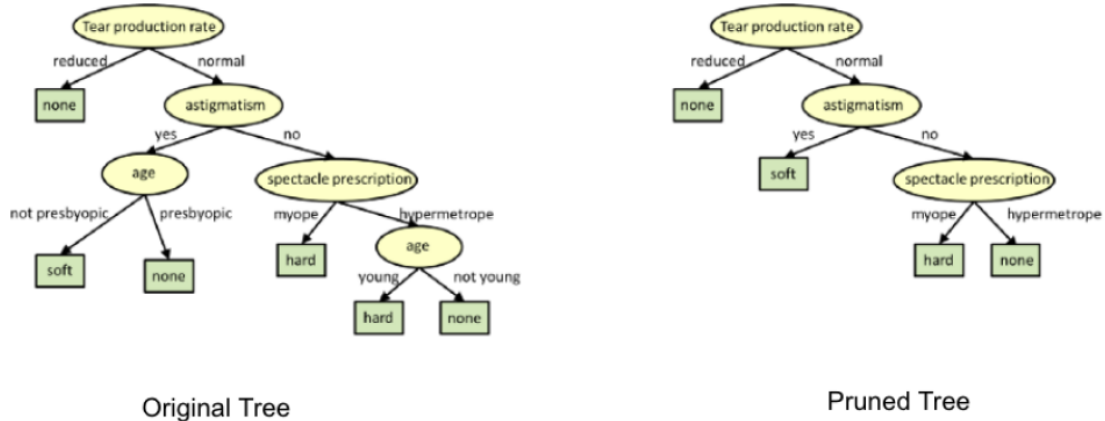 Tear production rate
reduced
normal
none
astigmatism
yes
no
age
spectacle prescription
not presbyopic
presbyopic
myope
hypermetrope
soft
none
hard
age
young
not young
hard
none
Original Tree
Tear production rate
reduced
normal
none
astigmatism
yes
no
soft
spectacle prescription
myope
hypermetrope
hard
none
Pruned Tree